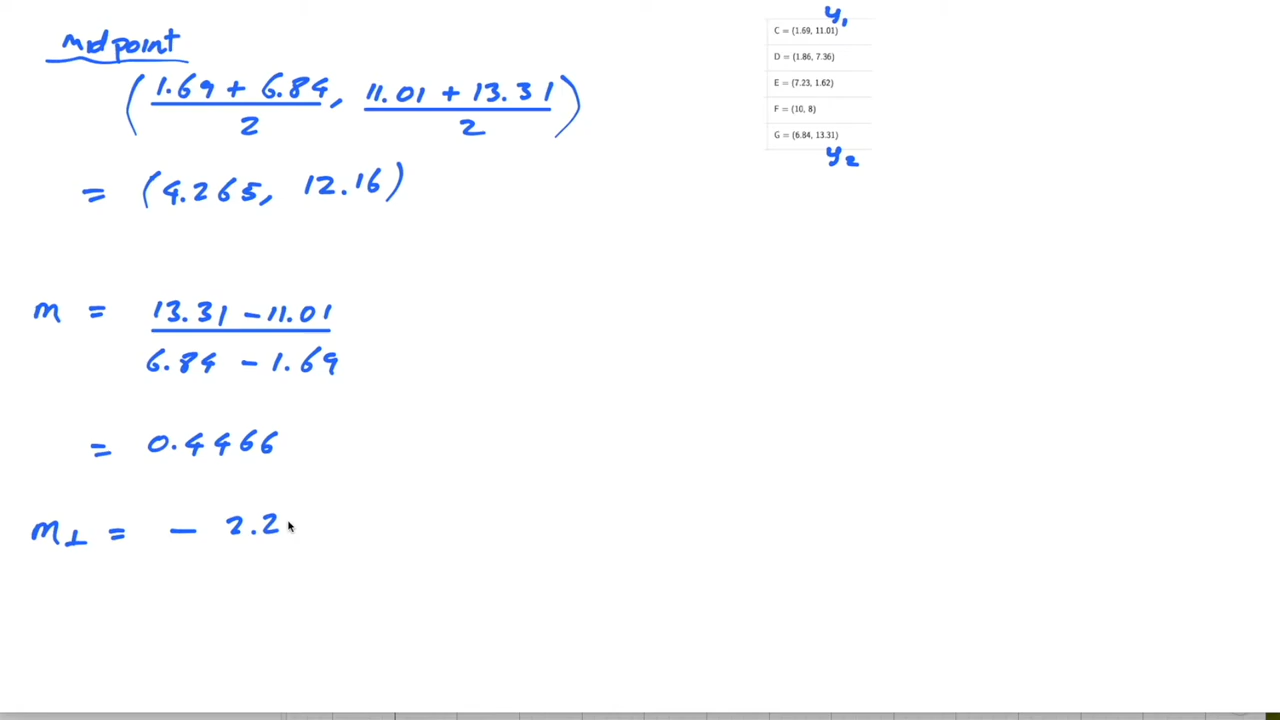 midpoint
(1.69 + 6.84 / 2, 11.01 + 13.31 / 2)
= (4.265, 12.16)
m = 13.31 - 11.01 / 6.84 - 1.69
= 0.4466
m⊥ = - 2.2
y₁
C = (1.69, 11.01)
D = (1.86, 7.36)
E = (7.23, 1.62)
F = (10, 8)
G = (6.84, 13.31)
y₂